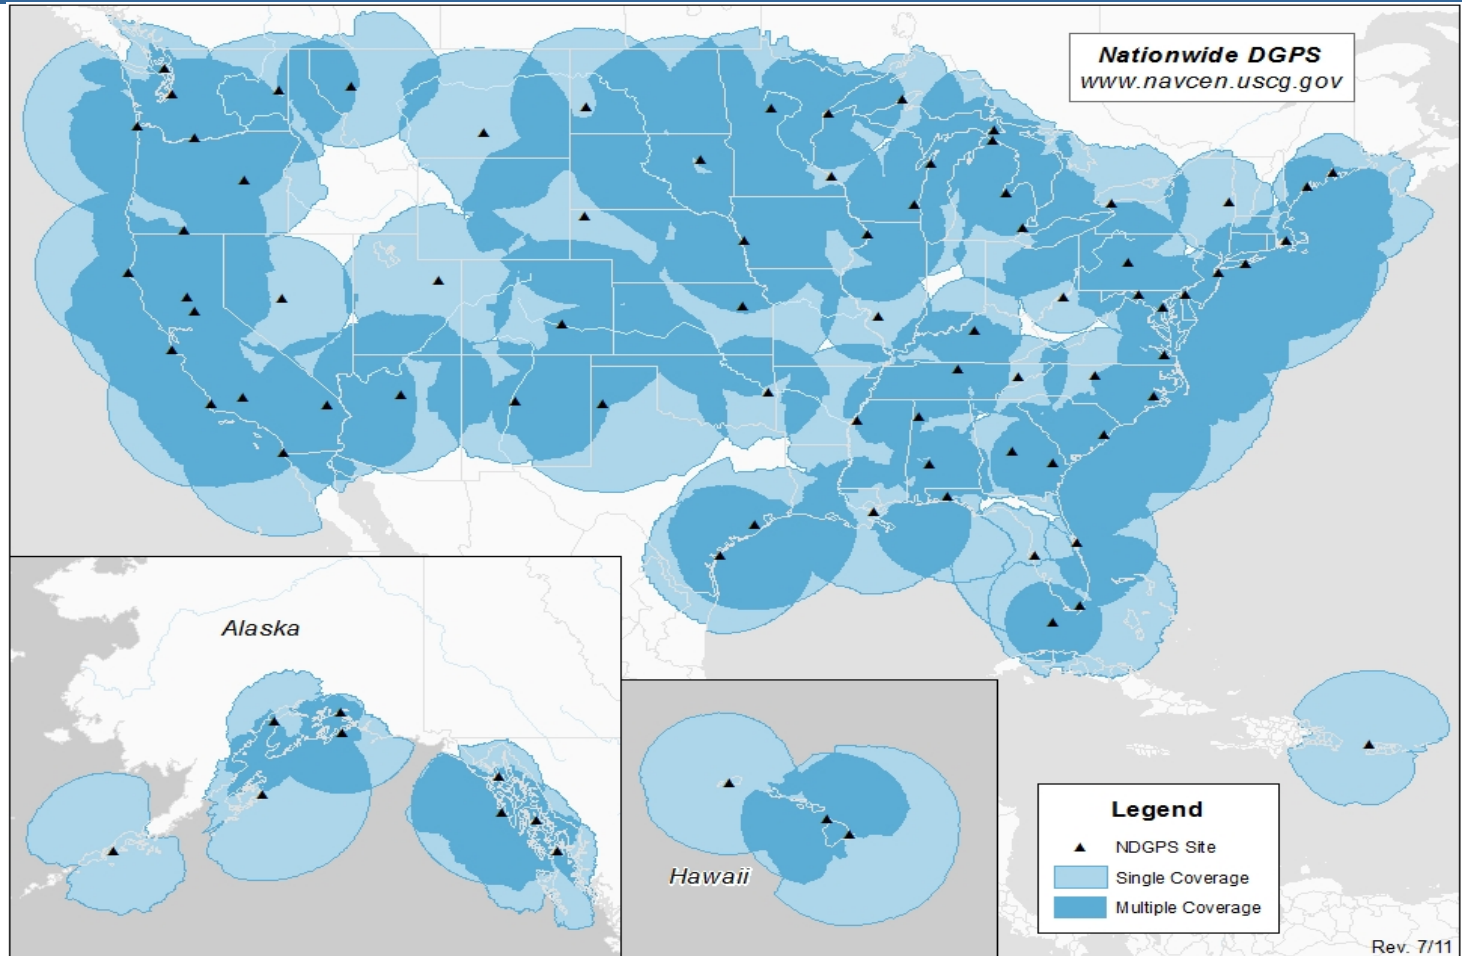 Nationwide DGPS
www.navcen.uscg.gov
Alaska
Hawaii
Legend
NDGPS Site
Single Coverage
Multiple Coverage
Rev. 7/11